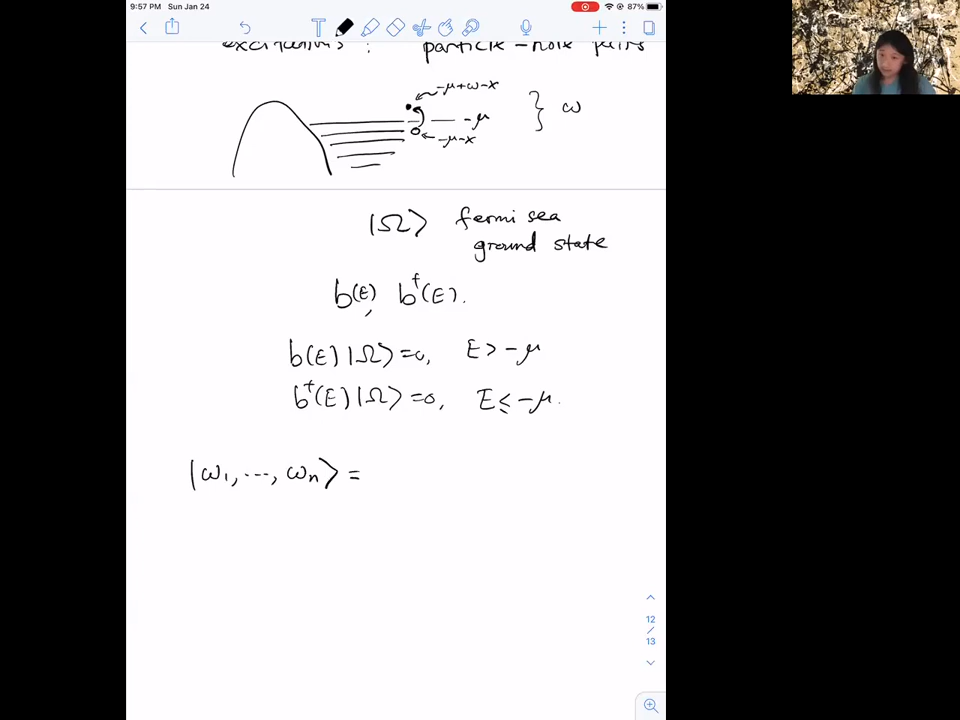 9:57 PM Sun Jan 24
87%
excitations : particle-hole pairs
-μ+ω-x
-μ
-μ-x
ω
|Ω⟩ fermi sea
ground state
b(E), b†(E).
b(E)|Ω⟩=0, E>-μ
b†(E)|Ω⟩=0, E≤-μ.
|ω₁,⋯,ωₙ⟩=
12
/
13